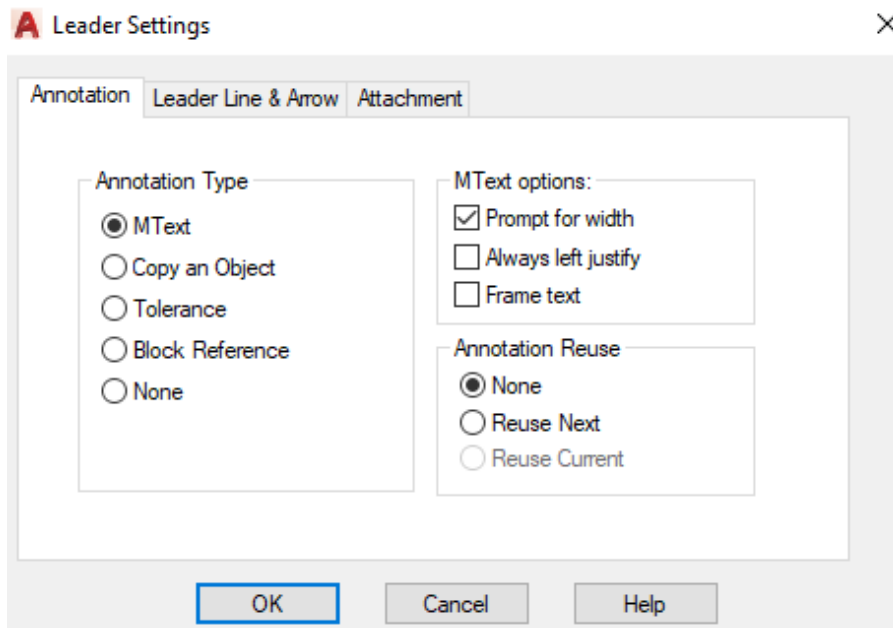 Leader Settings
Annotation
Leader Line & Arrow
Attachment
Annotation Type
MText
Copy an Object
Tolerance
Block Reference
None
MText options:
Prompt for width
Always left justify
Frame text
Annotation Reuse
None
Reuse Next
Reuse Current
OK
Cancel
Help